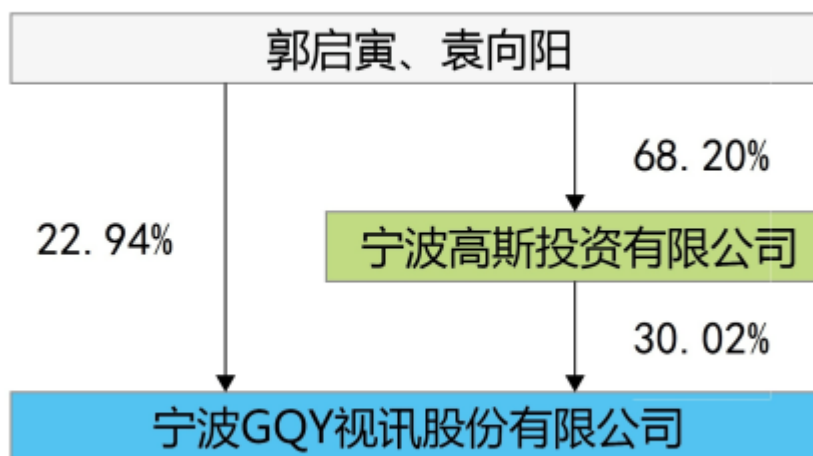 郭启寅、袁向阳
68.20%
22.94%
宁波高斯投资有限公司
30.02%
宁波GQY视讯股份有限公司